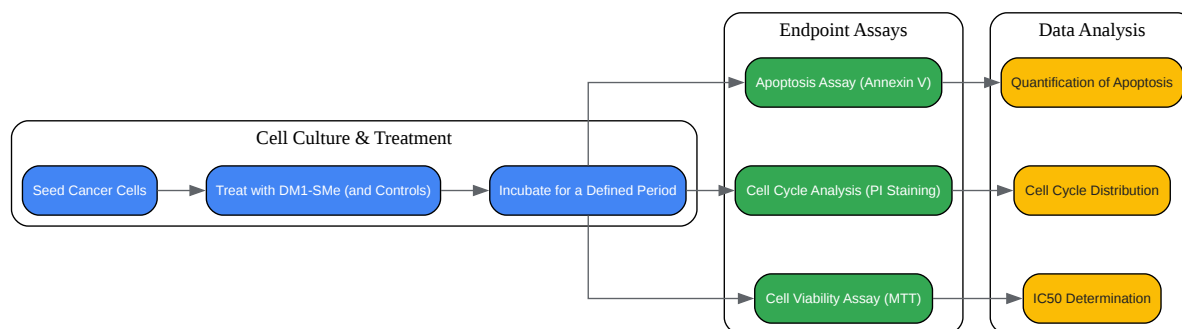 Endpoint Assays
Data Analysis
Apoptosis Assay (Annexin V)
Quantification of Apoptosis
Cell Culture & Treatment
Seed Cancer Cells
Treat with DM1-SMe (and Controls)
Incubate for a Defined Period
Cell Cycle Analysis (PI Staining)
Cell Cycle Distribution
Cell Viability Assay (MTT)
IC50 Determination